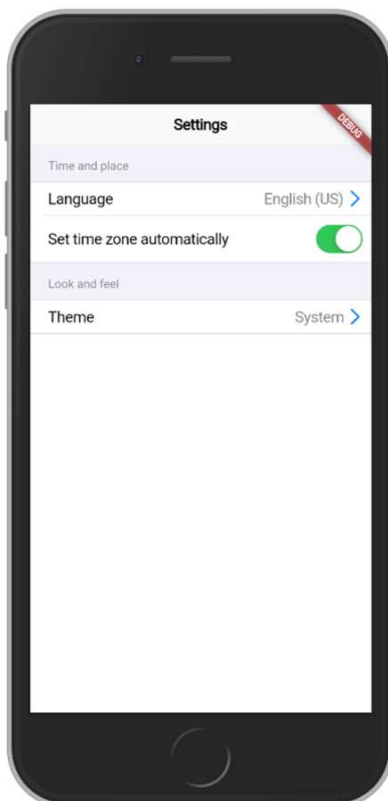 Settings
DEBUG
Time and place
Language English (US)
Set time zone automatically
Look and feel
Theme System